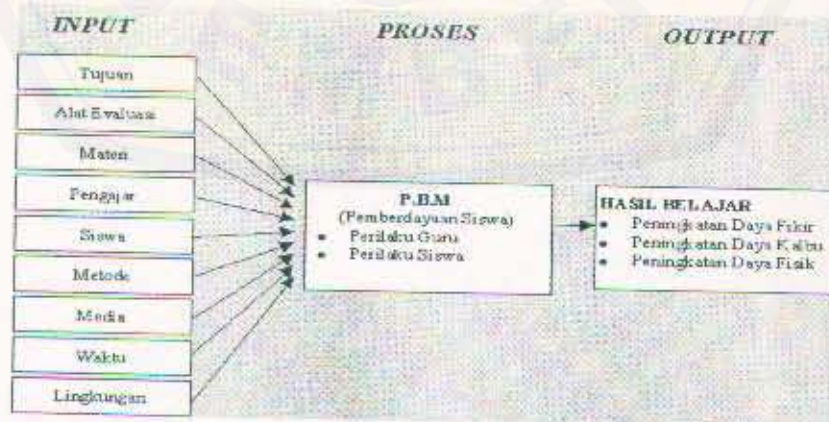 INPUT
PROSES
OUTPUT
Tujuan
Alat Evaluasi
Materi
Pengajar
Siswa
Metode
Media
Waktu
Lingkungan
P.B.M
(Pemberdayaan Siswa)
• Perilaku Guru
• Perilaku Siswa
HASIL BELAJAR
• Peningkatan Daya Fikir
• Peningkatan Daya Kalbu
• Peningkatan Daya Fisik